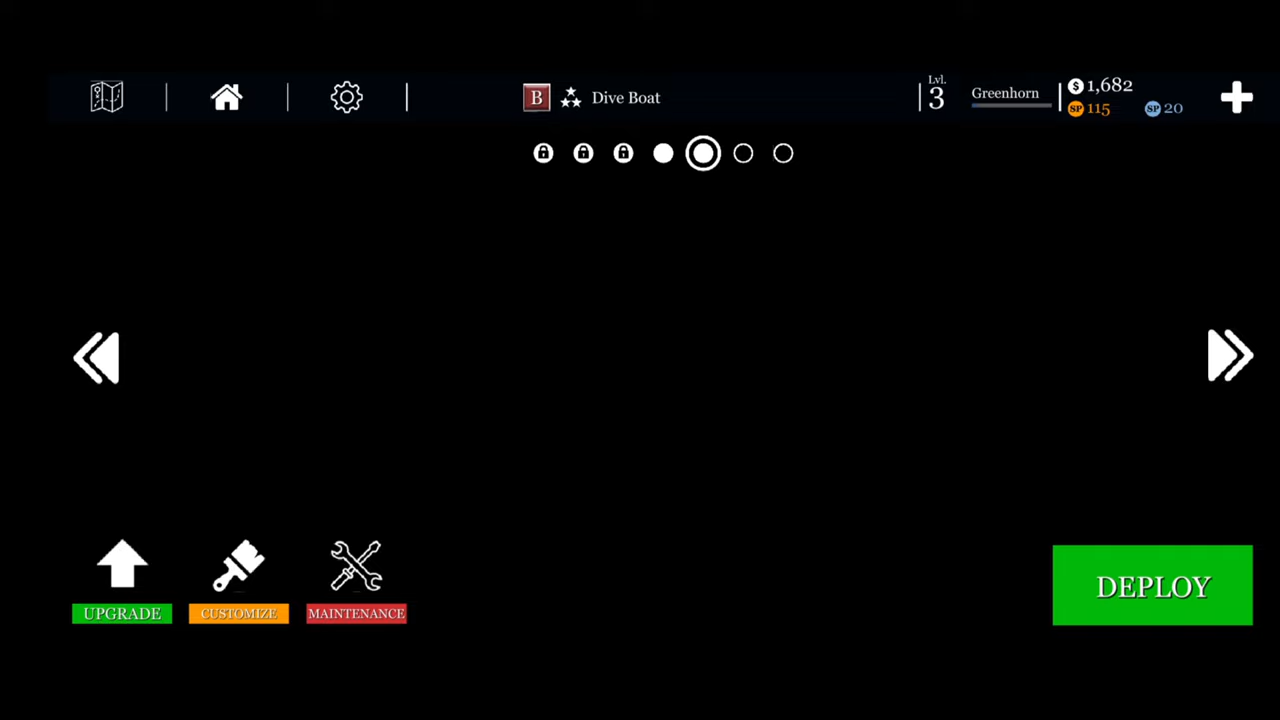 B Dive Boat
Lvl.
3
Greenhorn
$ 1,682
SP 115
SP 20
UPGRADE
CUSTOMIZE
MAINTENANCE
DEPLOY